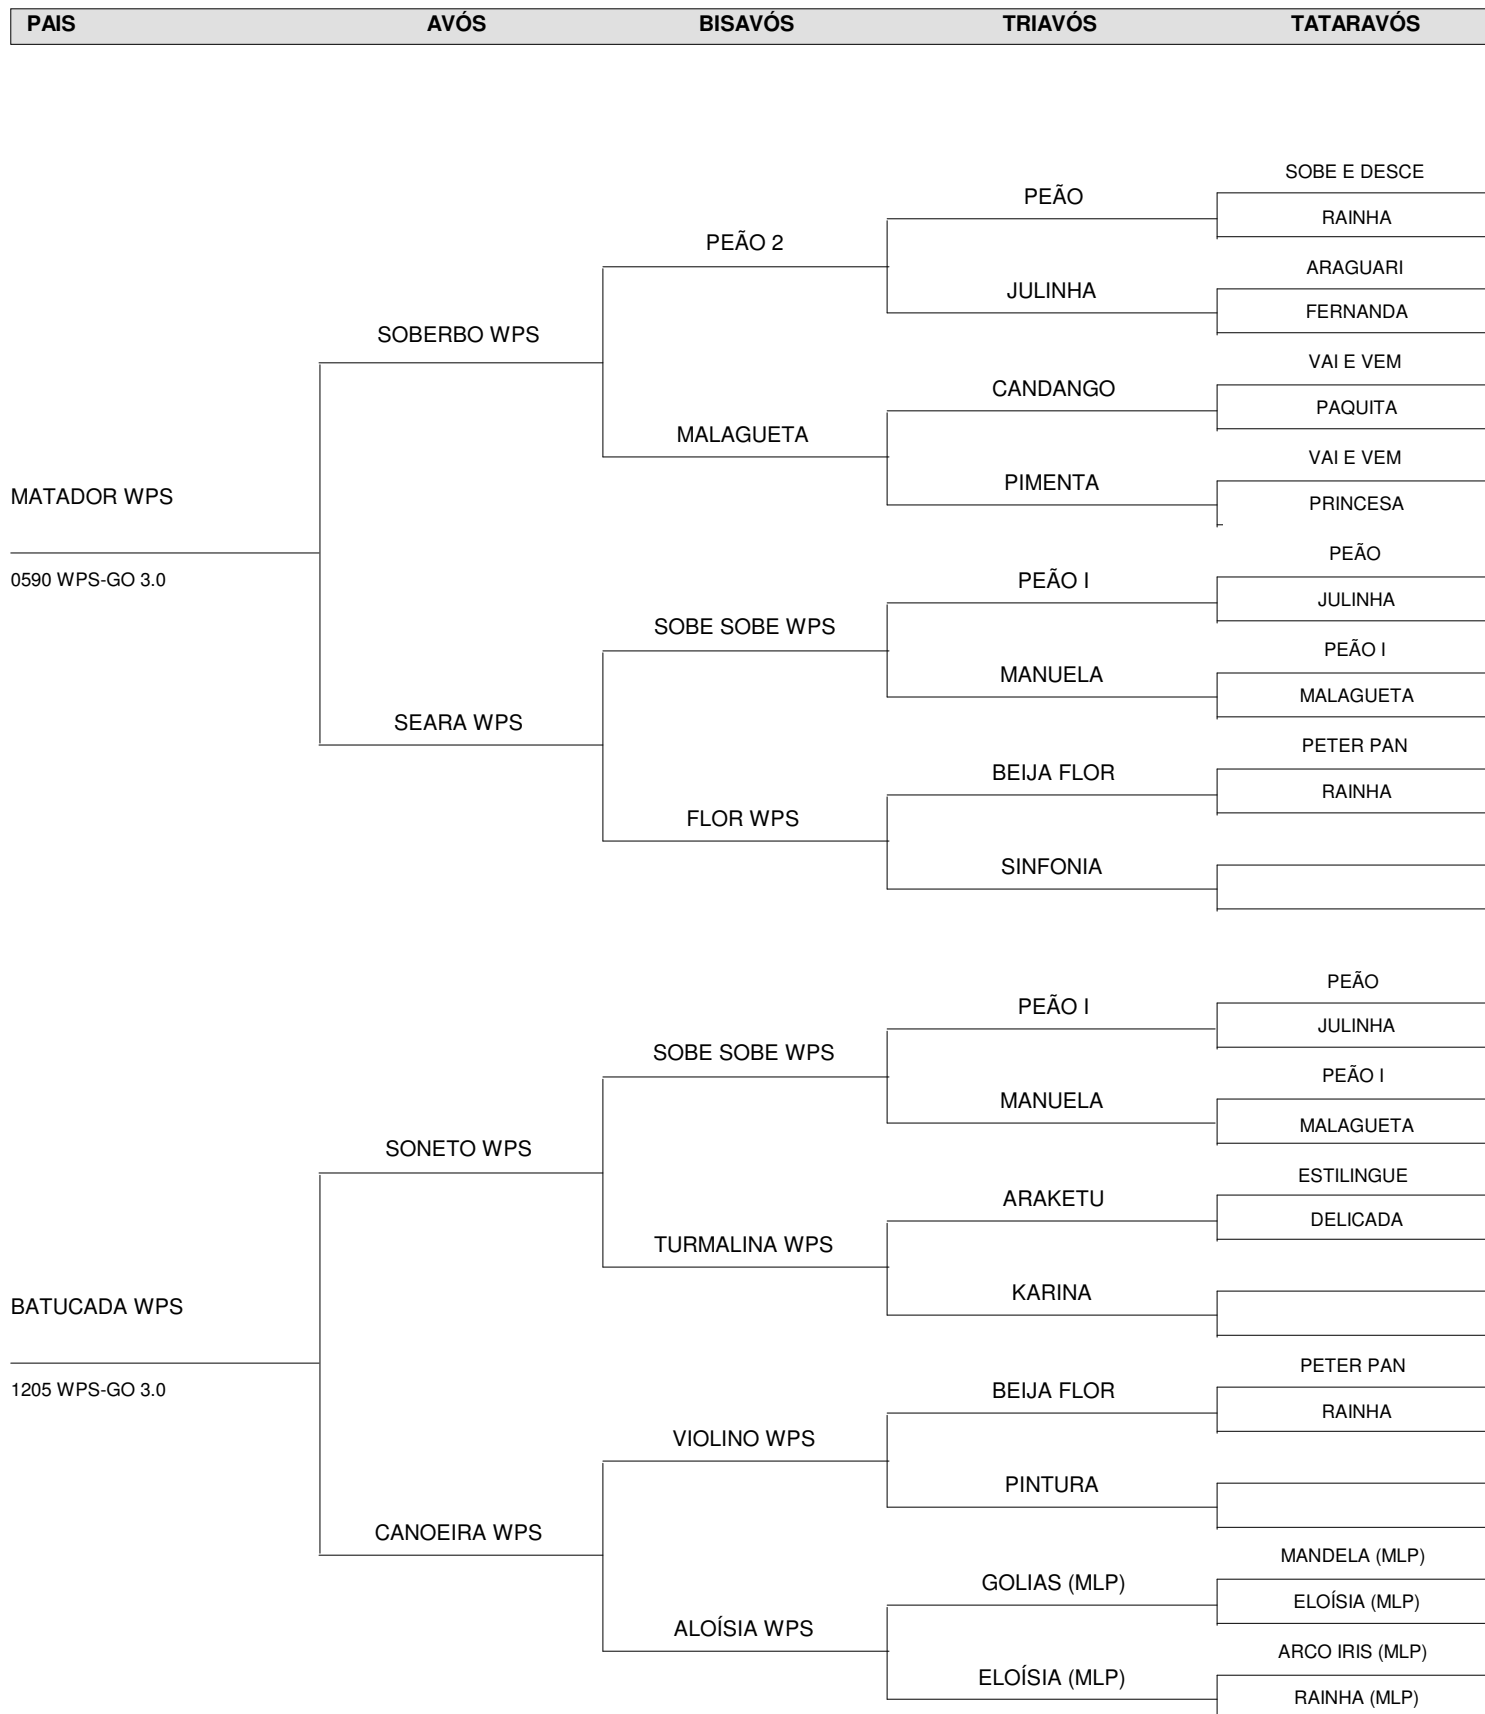 PAIS AVÓS BISAVÓS TRIAVÓS TATARAVÓS
SOBE E DESCE
PEÃO
RAINHA
PEÃO 2
ARAGUARI
JULINHA
FERNANDA
SOBERBO WPS
VAI E VEM
CANDANGO
PAQUITA
MALAGUETA
VAI E VEM
PIMENTA
MATADOR WPS
PRINCESA
PEÃO
0590 WPS-GO 3.0
PEÃO I
JULINHA
SOBE SOBE WPS
PEÃO I
MANUELA
MALAGUETA
SEARA WPS
PETER PAN
BEIJA FLOR
RAINHA
FLOR WPS
SINFONIA
PEÃO
PEÃO I
JULINHA
SOBE SOBE WPS
PEÃO I
MANUELA
MALAGUETA
SONETO WPS
ESTILINGUE
ARAKETU
DELICADA
TURMALINA WPS
KARINA
BATUCADA WPS
PETER PAN
1205 WPS-GO 3.0
BEIJA FLOR
RAINHA
VIOLINO WPS
PINTURA
CANOEIRA WPS
MANDELA (MLP)
GOLIAS (MLP)
ELOÍSIA (MLP)
ALOÍSIA WPS
ARCO IRIS (MLP)
ELOÍSIA (MLP)
RAINHA (MLP)